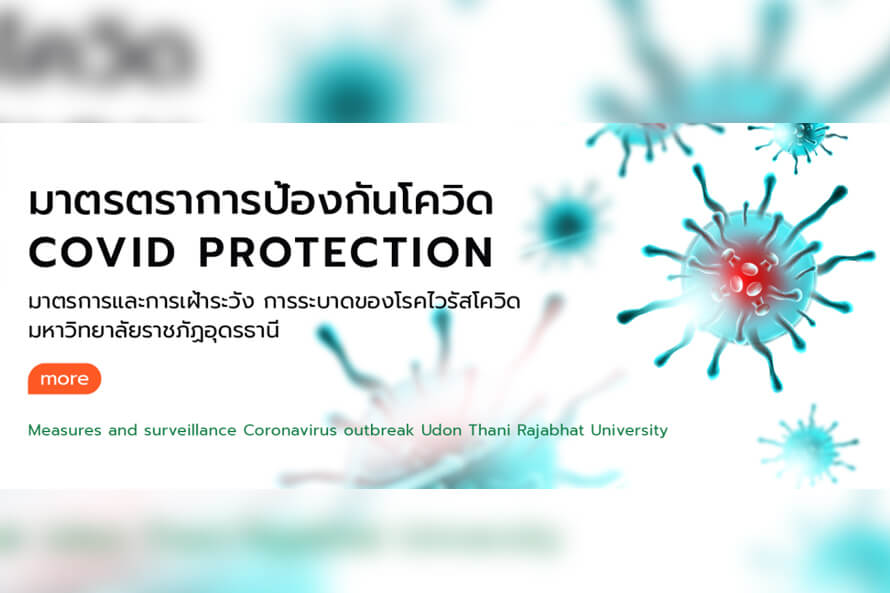 มาตรตราการป้องกันโควิด
COVID PROTECTION
มาตรการและการเฝ้าระวัง การระบาดของโรคไวรัสโควิด
มหาวิทยาลัยราชภัฏอุดรธานี
more
Measures and surveillance Coronavirus outbreak Udon Thani Rajabhat University